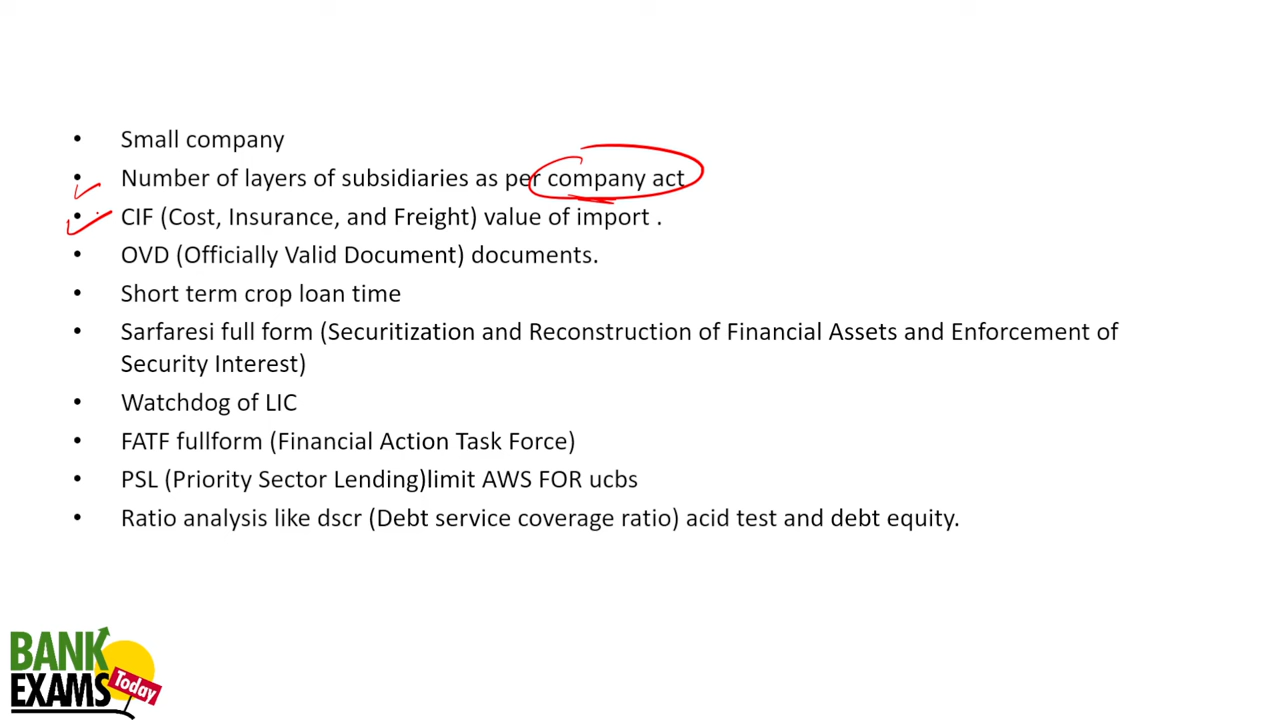 • Small company
• Number of layers of subsidiaries as per company act
• CIF (Cost, Insurance, and Freight) value of import .
• OVD (Officially Valid Document) documents.
• Short term crop loan time
• Sarfaresi full form (Securitization and Reconstruction of Financial Assets and Enforcement of
Security Interest)
• Watchdog of LIC
• FATF fullform (Financial Action Task Force)
• PSL (Priority Sector Lending)limit AWS FOR ucbs
• Ratio analysis like dscr (Debt service coverage ratio) acid test and debt equity.
BANK
EXAMS Today